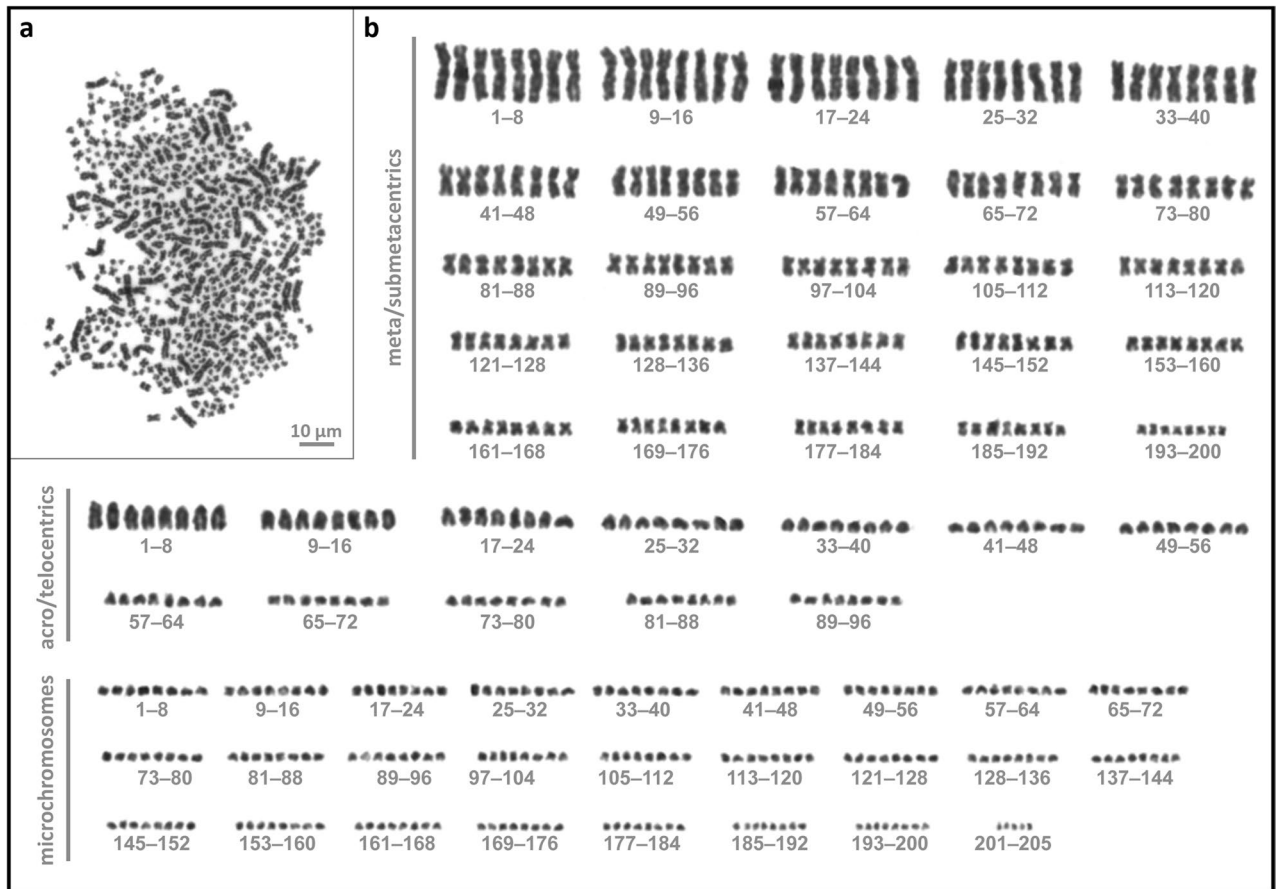 a
b
10 µm
meta/submetacentrics
1–8 9–16 17–24 25–32 33–40
41–48 49–56 57–64 65–72 73–80
81–88 89–96 97–104 105–112 113–120
121–128 128–136 137–144 145–152 153–160
161–168 169–176 177–184 185–192 193–200
acro/telocentrics
1–8 9–16 17–24 25–32 33–40 41–48 49–56
57–64 65–72 73–80 81–88 89–96
microchromosomes
1–8 9–16 17–24 25–32 33–40 41–48 49–56 57–64 65–72
73–80 81–88 89–96 97–104 105–112 113–120 121–128 128–136 137–144
145–152 153–160 161–168 169–176 177–184 185–192 193–200 201–205